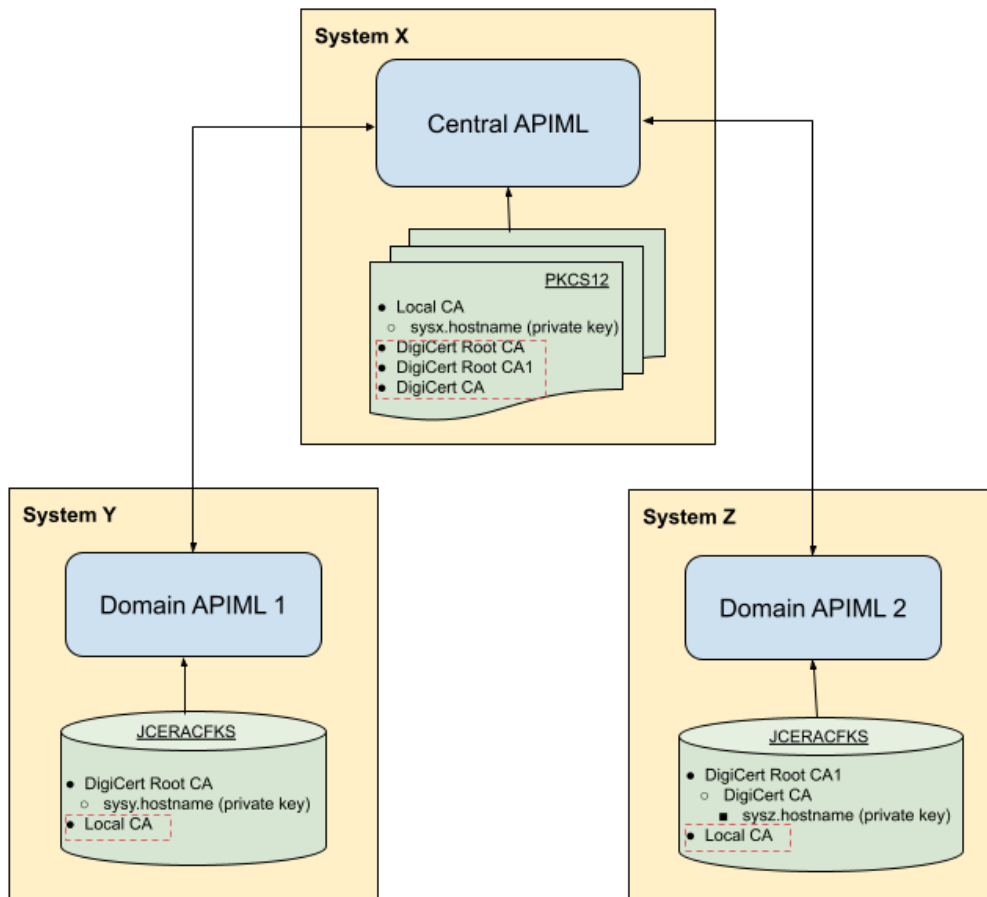 System X
Central APIML
PKCS12
● Local CA
○ sysx.hostname (private key)
● DigiCert Root CA
● DigiCert Root CA1
● DigiCert CA
System Y
Domain APIML 1
JCERACFKS
● DigiCert Root CA
○ sysy.hostname (private key)
● Local CA
System Z
Domain APIML 2
JCERACFKS
● DigiCert Root CA1
○ DigiCert CA
■ sysz.hostname (private key)
● Local CA